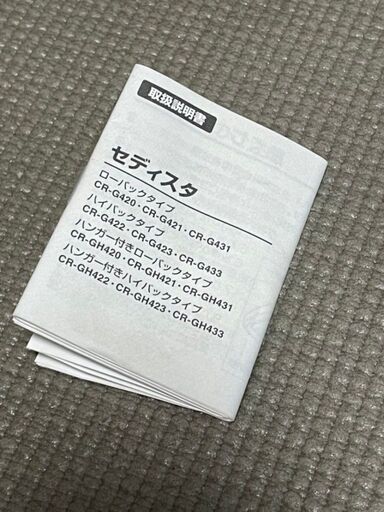 取扱説明書
セディスタ
ローバックタイプ
CR-G420・CR-G421・CR-G431
ハイバックタイプ
CR-G422・CR-G423・CR-G433
ハンガー付きローバックタイプ
CR-GH420・CR-GH421・CR-GH431
ハンガー付きハイバックタイプ
CR-GH422・CR-GH423・CR-GH433